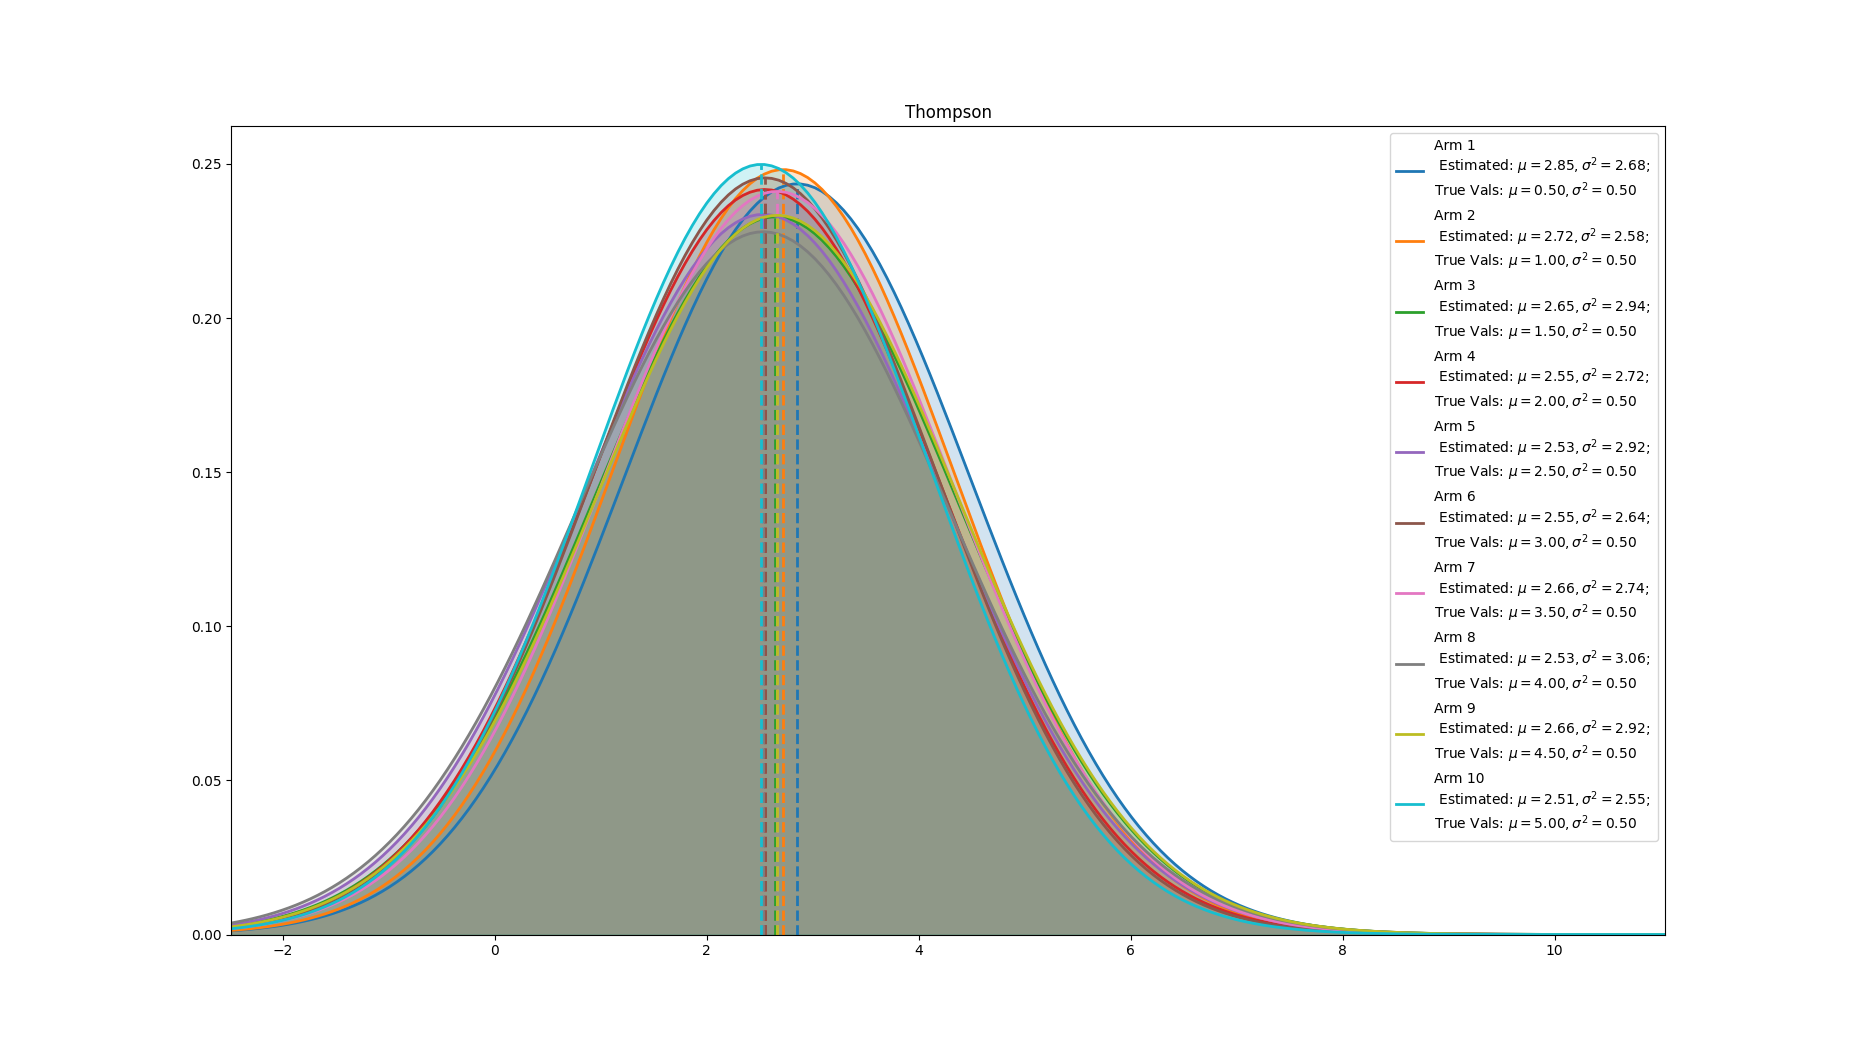 Thompson
0.25
0.20
0.15
0.10
0.05
0.00
−2
0
2
4
6
8
10
Arm 1
Estimated: μ = 2.85, σ² = 2.68;
True Vals: μ = 0.50, σ² = 0.50
Arm 2
Estimated: μ = 2.72, σ² = 2.58;
True Vals: μ = 1.00, σ² = 0.50
Arm 3
Estimated: μ = 2.65, σ² = 2.94;
True Vals: μ = 1.50, σ² = 0.50
Arm 4
Estimated: μ = 2.55, σ² = 2.72;
True Vals: μ = 2.00, σ² = 0.50
Arm 5
Estimated: μ = 2.53, σ² = 2.92;
True Vals: μ = 2.50, σ² = 0.50
Arm 6
Estimated: μ = 2.55, σ² = 2.64;
True Vals: μ = 3.00, σ² = 0.50
Arm 7
Estimated: μ = 2.66, σ² = 2.74;
True Vals: μ = 3.50, σ² = 0.50
Arm 8
Estimated: μ = 2.53, σ² = 3.06;
True Vals: μ = 4.00, σ² = 0.50
Arm 9
Estimated: μ = 2.66, σ² = 2.92;
True Vals: μ = 4.50, σ² = 0.50
Arm 10
Estimated: μ = 2.51, σ² = 2.55;
True Vals: μ = 5.00, σ² = 0.50